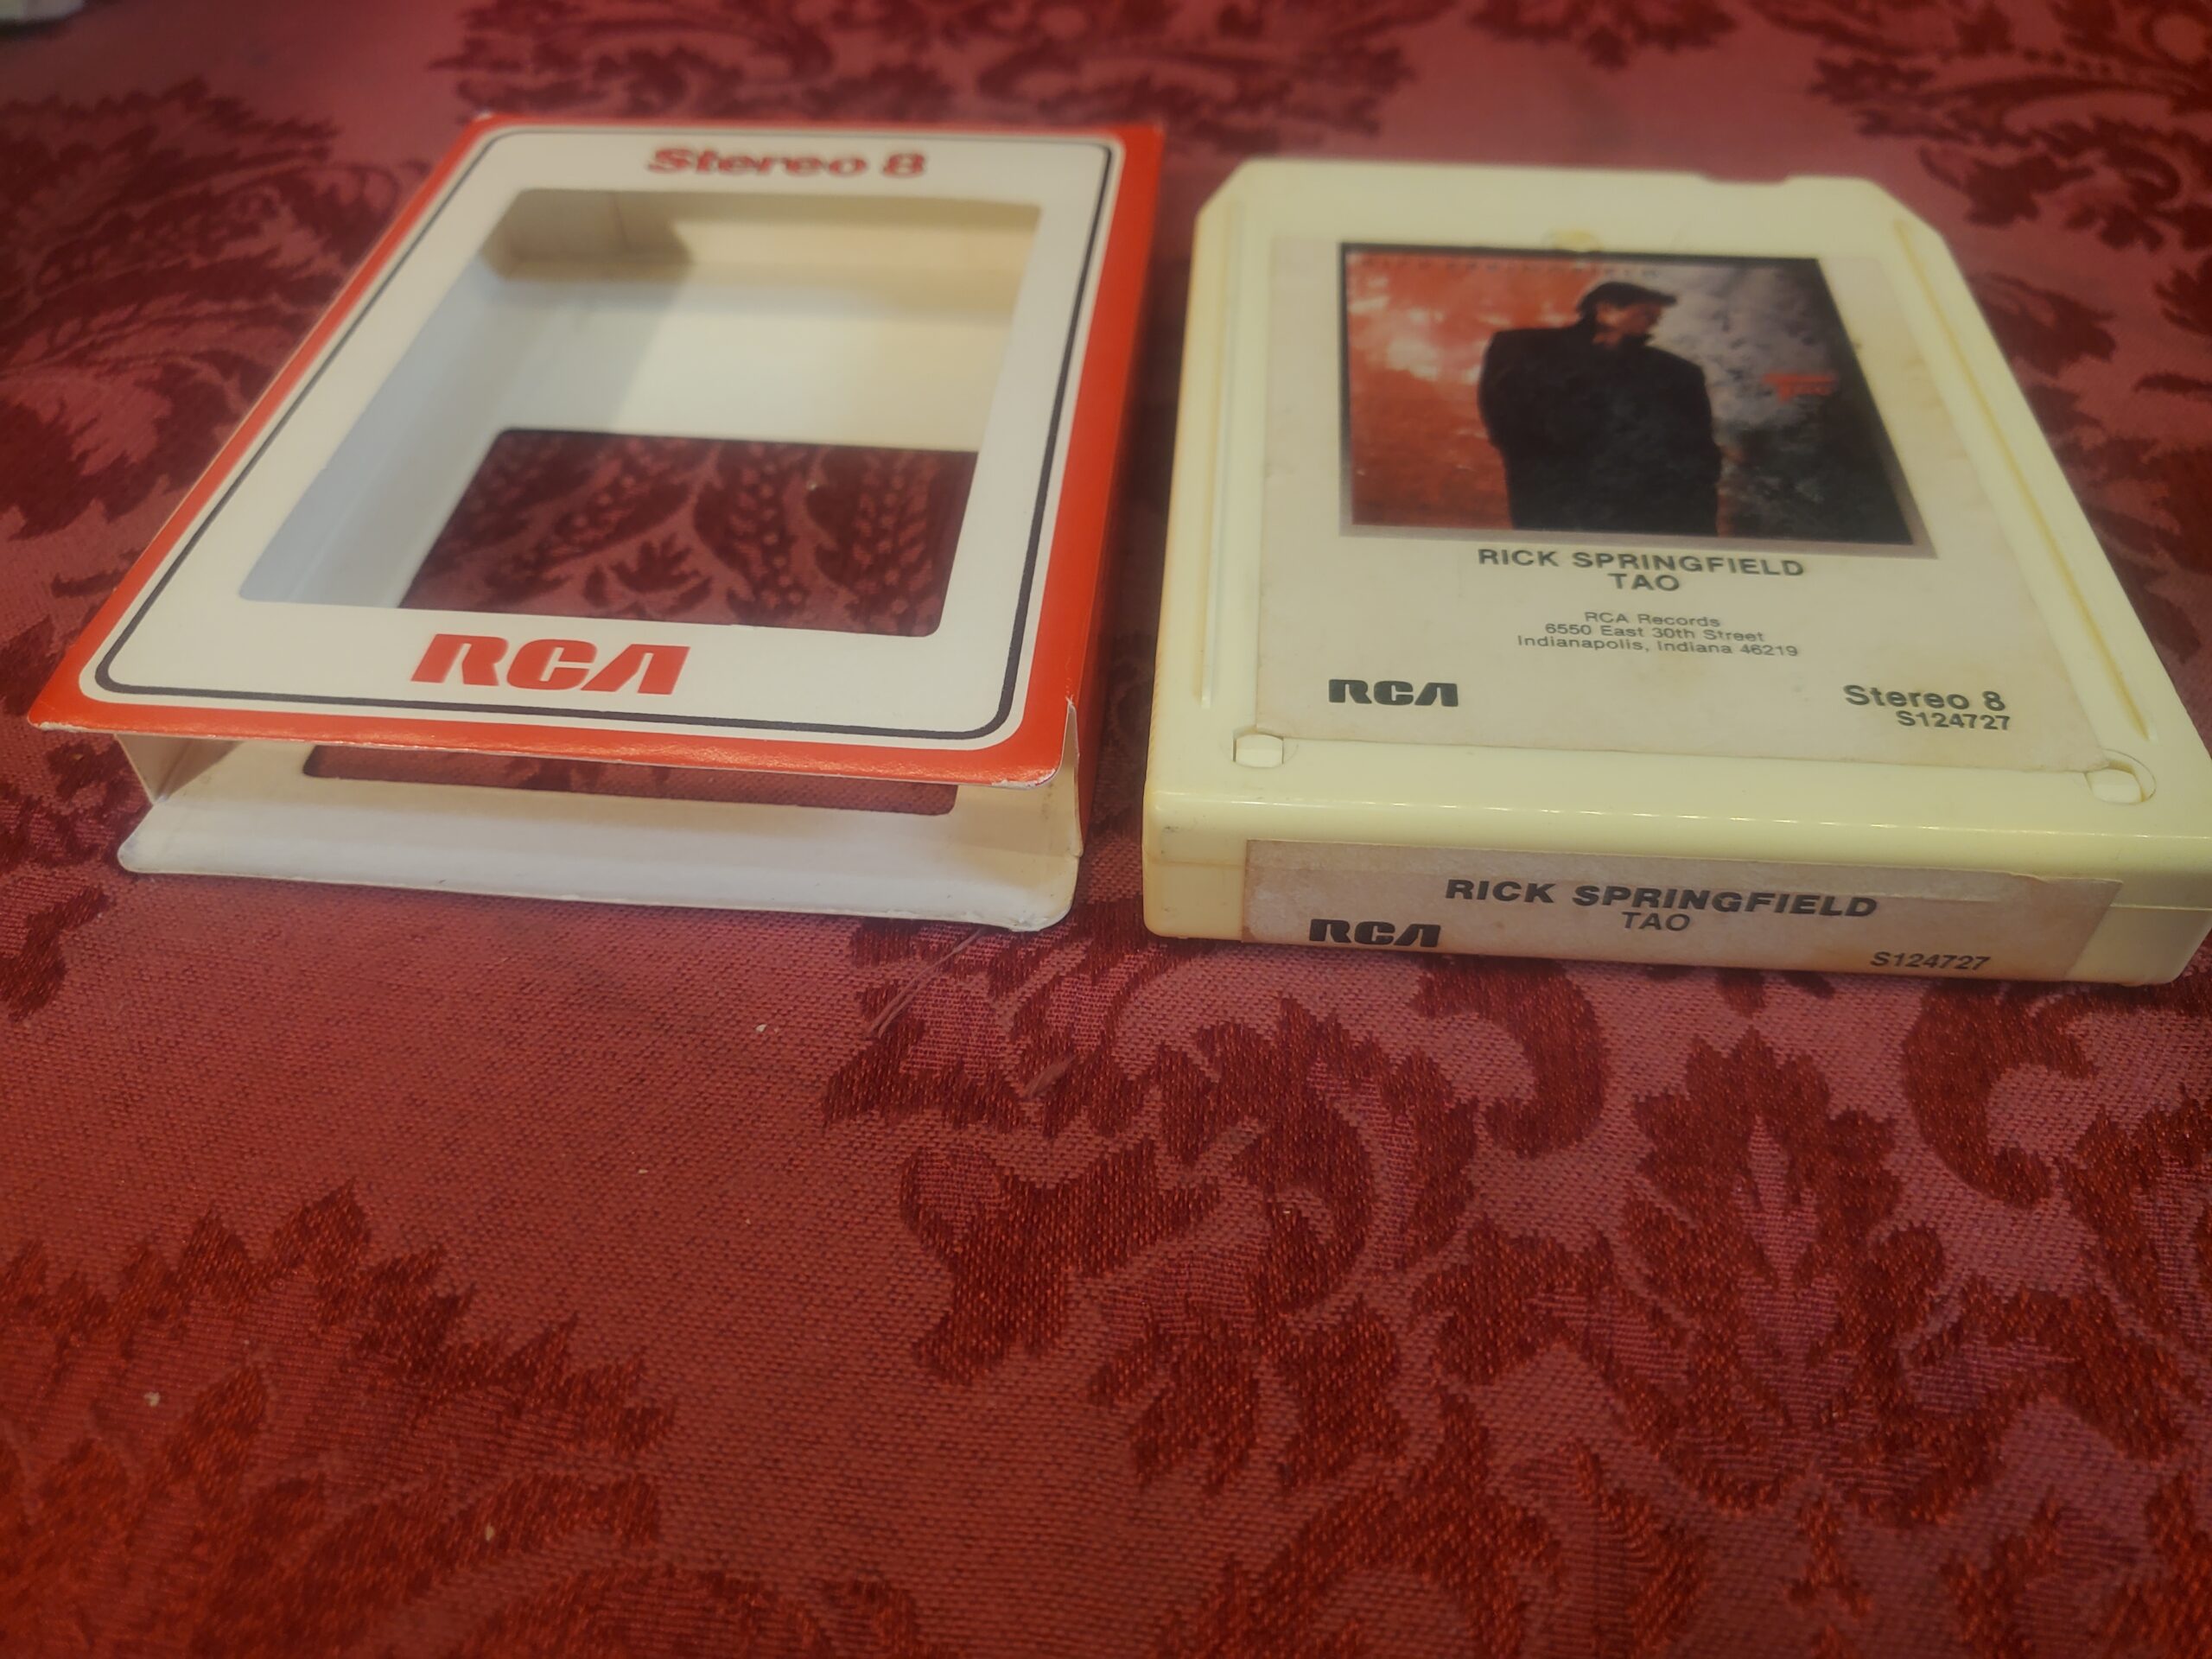 Stereo 8
RCA
RICK SPRINGFIELD
TAO
RCA Records
6550 East 30th Street
Indianapolis, Indiana 46219
RCA
Stereo 8
S124727
RICK SPRINGFIELD
TAO
RCA
S124727